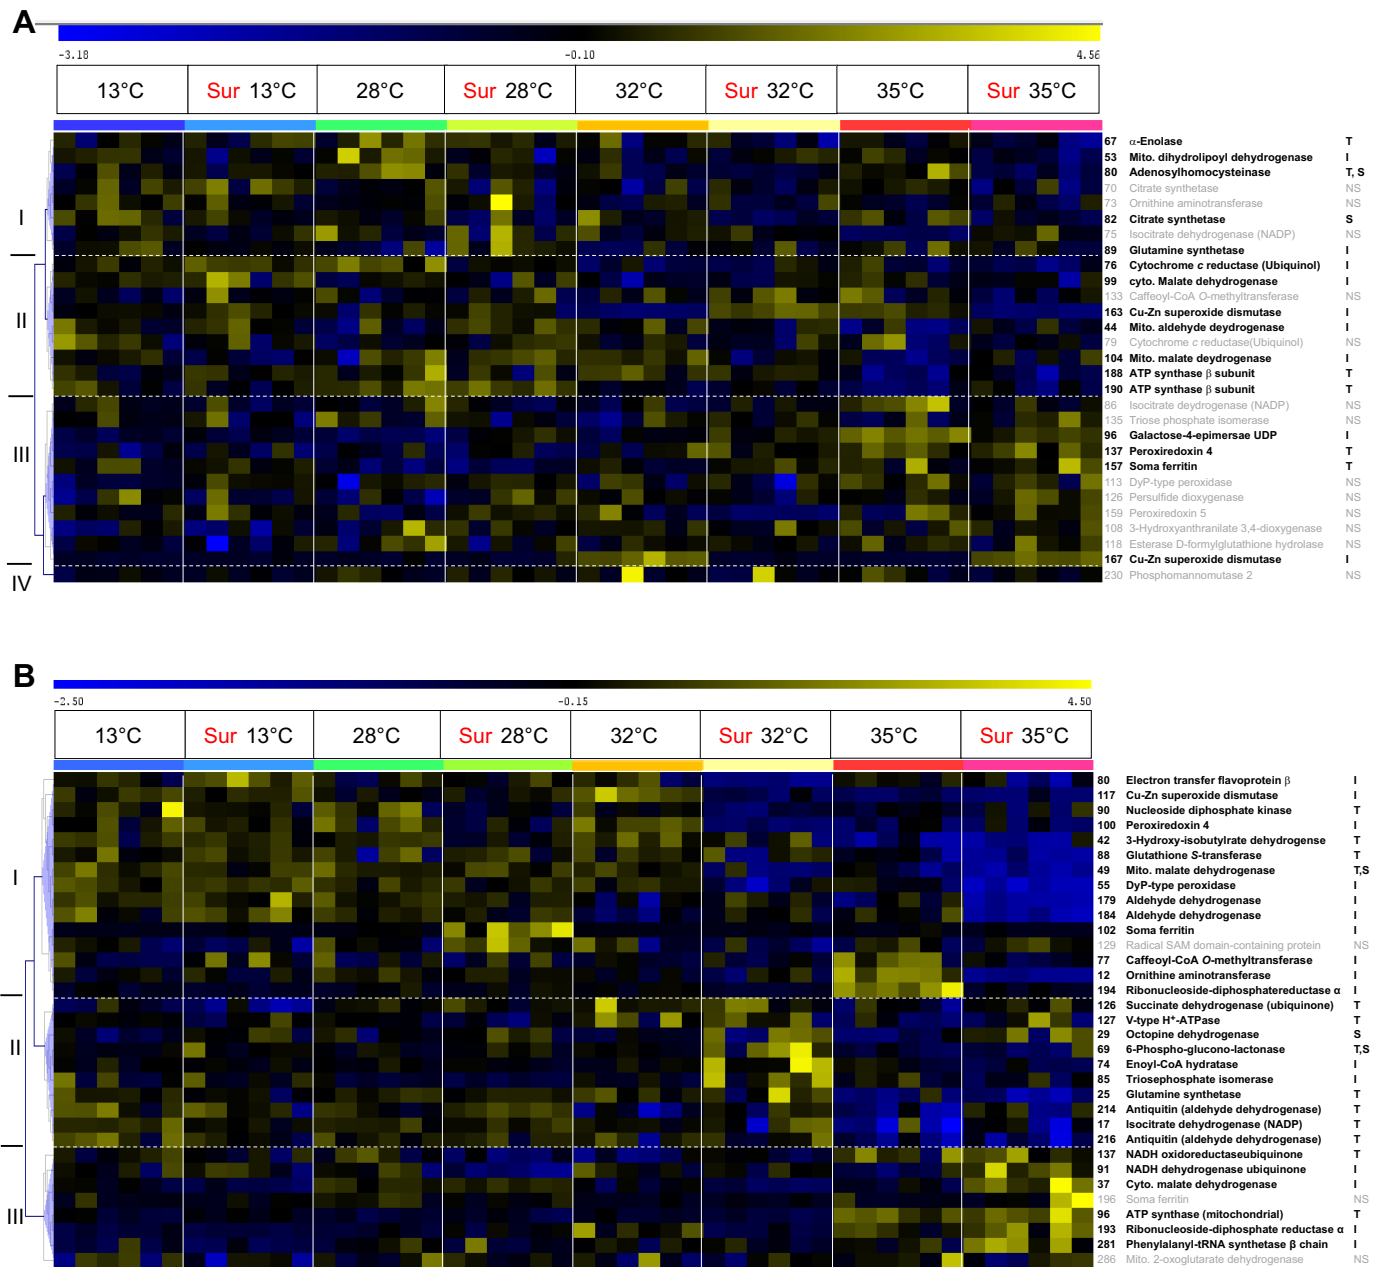 A
-3.18 -0.10 4.56
13°C Sur 13°C 28°C Sur 28°C 32°C Sur 32°C 35°C Sur 35°C
67 α-Enolase T
53 Mito. dihydrolipoyl dehydrogenase I
80 Adenosylhomocysteinase T, S
70 Citrate synthetase NS
73 Ornithine aminotransferase NS
I
82 Citrate synthetase S
75 Isocitrate dehydrogenase (NADP) NS
89 Glutamine synthetase I
76 Cytochrome c reductase (Ubiquinol) I
99 cyto. Malate dehydrogenase I
133 Caffeoyl-CoA O-methyltransferase NS
II
163 Cu-Zn superoxide dismutase I
44 Mito. aldehyde deydrogenase I
79 Cytochrome c reductase(Ubiquinol) NS
104 Mito. malate deydrogenase I
188 ATP synthase β subunit T
190 ATP synthase β subunit T
86 Isocitrate deydrogenase (NADP) NS
135 Triose phosphate isomerase NS
96 Galactose-4-epimersae UDP I
III
137 Peroxiredoxin 4 T
157 Soma ferritin T
113 DyP-type peroxidase NS
126 Persulfide dioxygenase NS
159 Peroxiredoxin 5 NS
108 3-Hydroxyanthranilate 3,4-dioxygenase NS
118 Esterase D-formylglutathione hydrolase NS
167 Cu-Zn superoxide dismutase I
IV
230 Phosphomannomutase 2 NS
B
-2.50 -0.15 4.50
13°C Sur 13°C 28°C Sur 28°C 32°C Sur 32°C 35°C Sur 35°C
80 Electron transfer flavoprotein β I
117 Cu-Zn superoxide dismutase I
90 Nucleoside diphosphate kinase T
100 Peroxiredoxin 4 I
42 3-Hydroxy-isobutylrate dehydrogense T
88 Glutathione S-transferase T
I
49 Mito. malate dehydrogenase T,S
55 DyP-type peroxidase I
179 Aldehyde dehydrogenase I
184 Aldehyde dehydrogenase I
102 Soma ferritin I
129 Radical SAM domain-containing protein NS
77 Caffeoyl-CoA O-methyltransferase I
12 Ornithine aminotransferase I
194 Ribonucleoside-diphosphatereductase α I
126 Succinate dehydrogenase (ubiquinone) T
127 V-type H+-ATPase T
29 Octopine dehydrogenase S
II
69 6-Phospho-glucono-lactonase T,S
74 Enoyl-CoA hydratase I
85 Triosephosphate isomerase I
25 Glutamine synthetase T
214 Antiquitin (aldehyde dehydrogenase) T
17 Isocitrate dehydrogenase (NADP) T
216 Antiquitin (aldehyde dehydrogenase) T
137 NADH oxidoreductaseubiquinone T
91 NADH dehydrogenase ubiquinone I
37 Cyto. malate dehydrogenase I
196 Soma ferritin NS
III
96 ATP synthase (mitochondrial) T
193 Ribonucleoside-diphosphate reductase α I
281 Phenylalanyl-tRNA synthetase β chain I
286 Mito. 2-oxoglutarate dehydrogenase NS